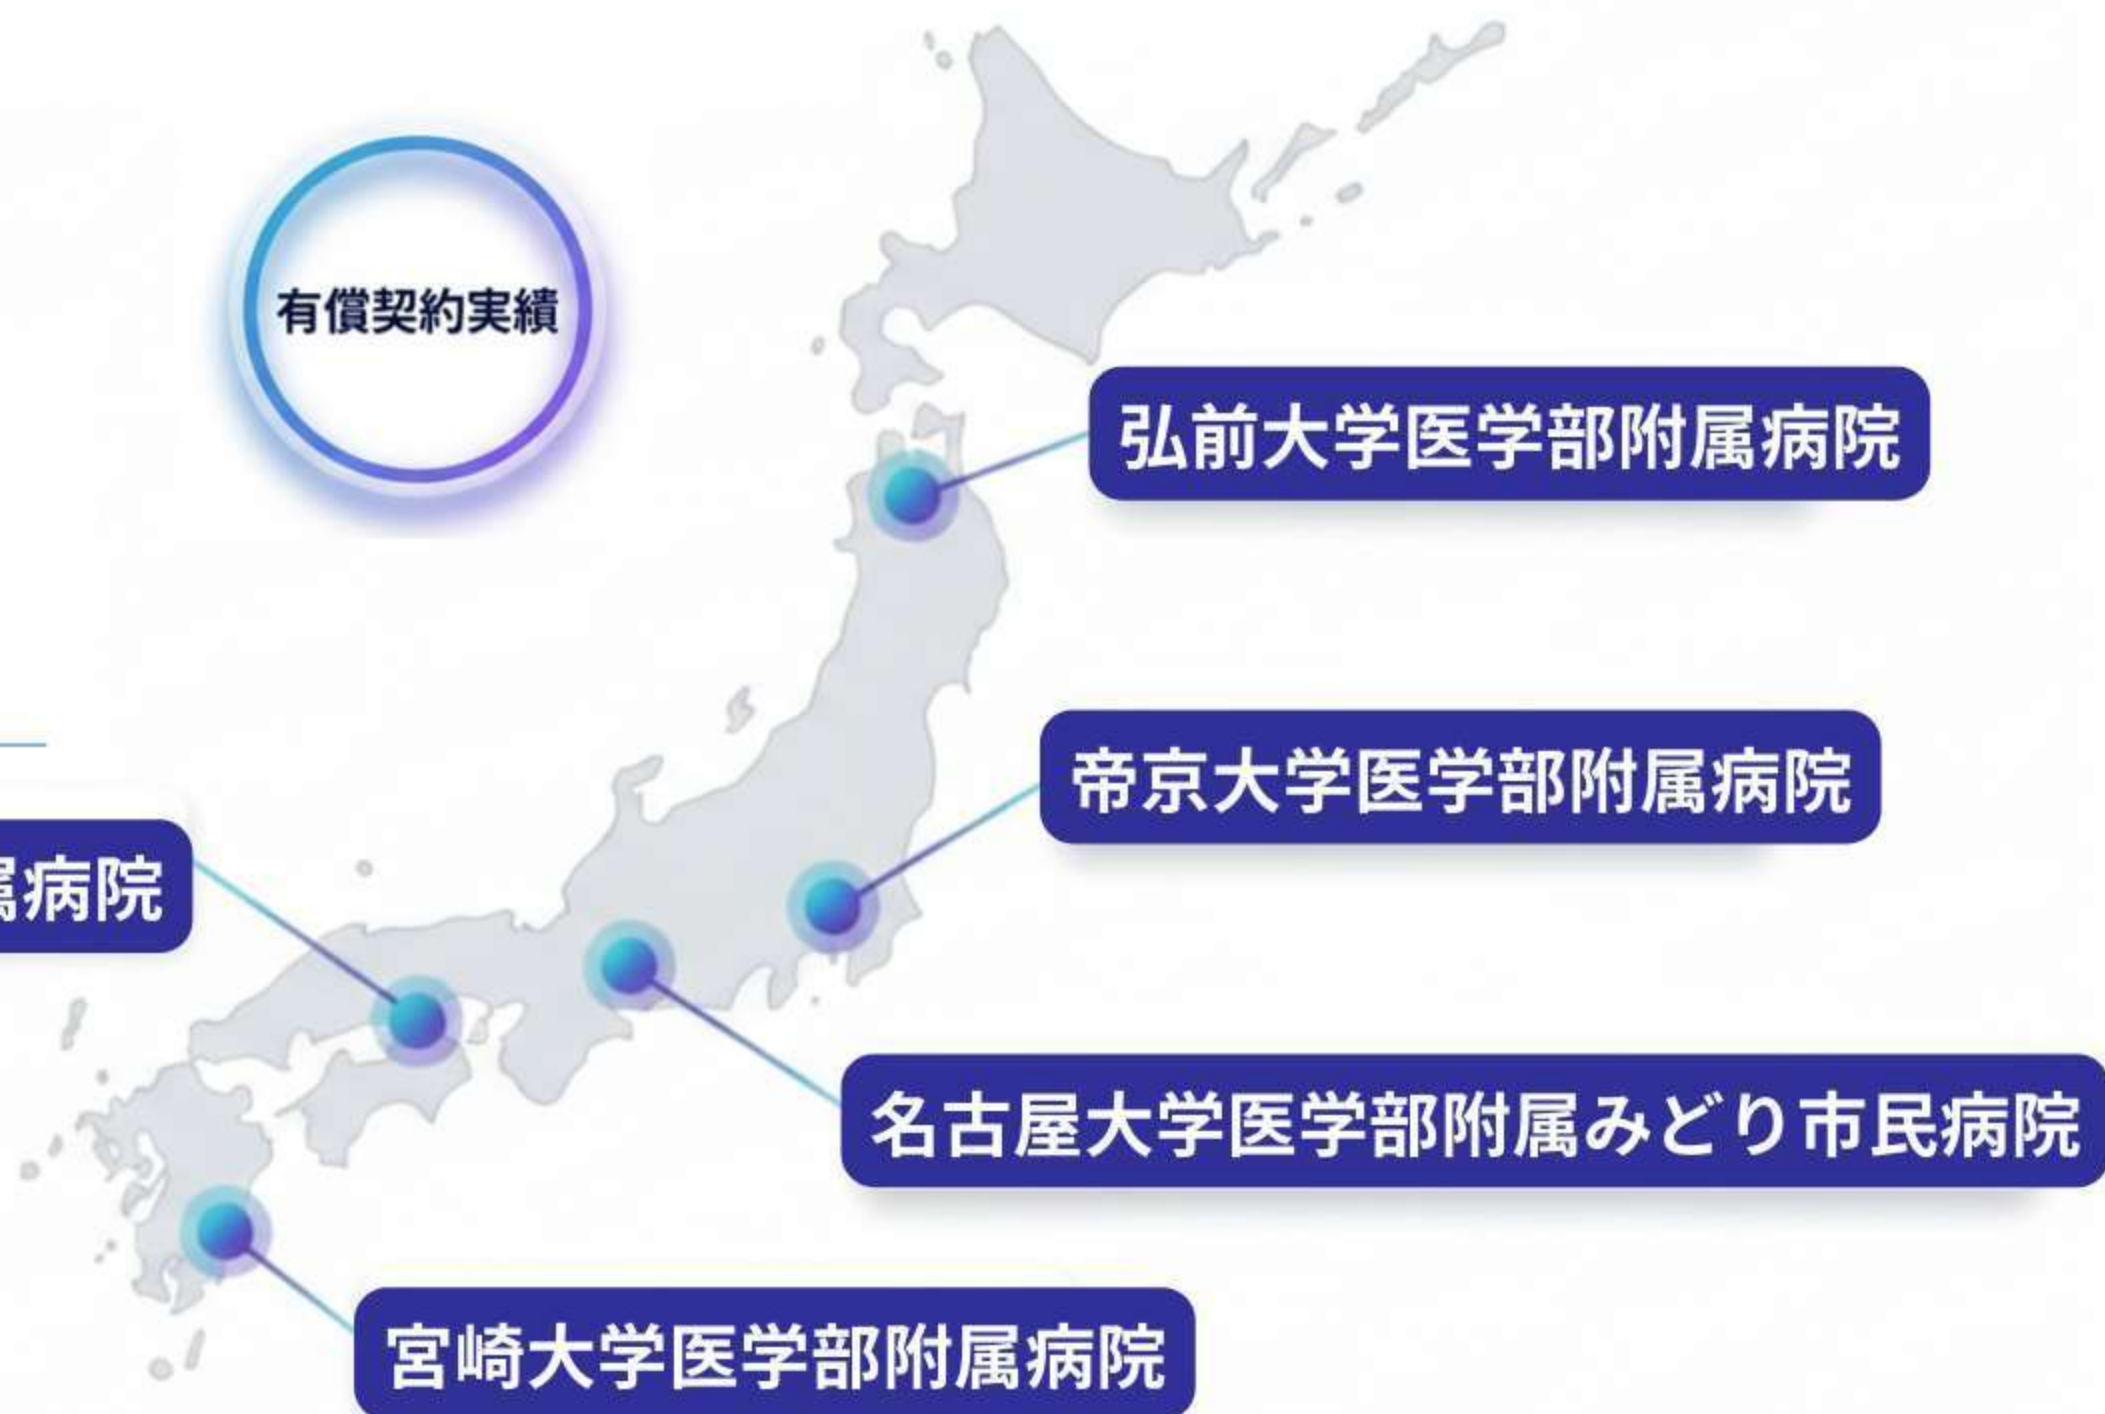 有償契約実績
弘前大学医学部附属病院
帝京大学医学部附属病院
属病院
名古屋大学医学部附属みどり市民病院
宮崎大学医学部附属病院